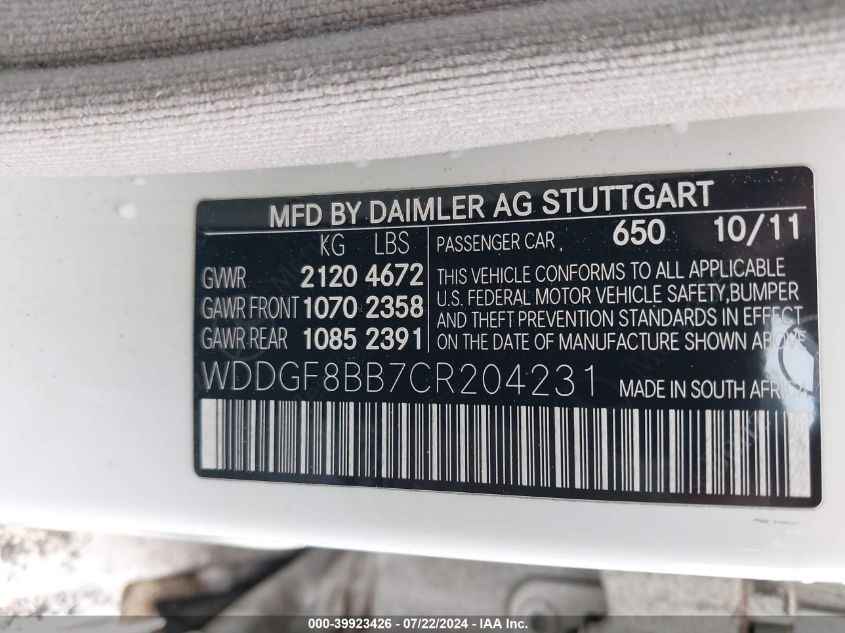 MFD BY DAIMLER AG STUTTGART
KG LBS
GWWR 2120 4672
GAWR FRONT 1070 2358
GAWR REAR 1085 2391
PASSENGER CAR 650 10/11
THIS VEHICLE CONFORMS TO ALL APPLICABLE
U.S. FEDERAL MOTOR VEHICLE SAFETY,BUMPER
AND THEFT PREVENTION STANDARDS IN EFFECT
ON THE DATE OF MANUFACTURE SHOWN ABOVE
WDDGF8BB7CR204231 MADE IN SOUTH AFRICA
000-39923426 - 07/22/2024 - IAA Inc.